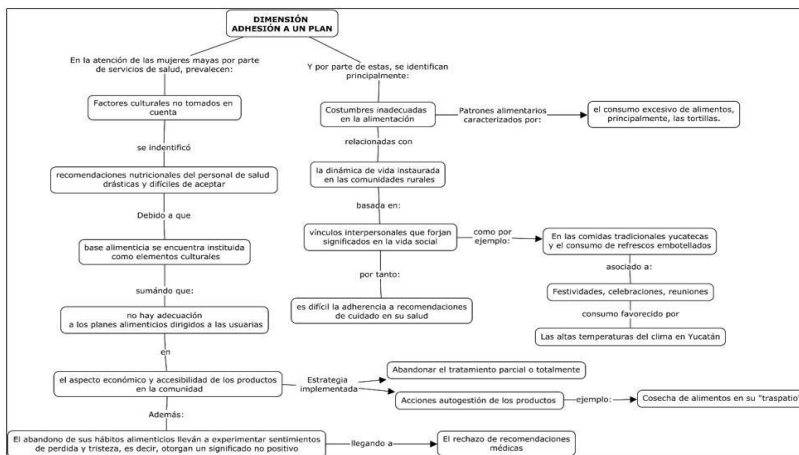 DIMENSIÓN
ADHESIÓN A UN PLAN
En la atención de las mujeres mayas por parte
de servicios de salud, prevalecen:
Factores culturales no tomados en
cuenta
se indentificó
recomendaciones nutricionales del personal de salud
drásticas y difíciles de aceptar
Debido a que
base alimenticia se encuentra instituida
como elementos culturales
sumándo que:
no hay adecuación
a los planes alimenticios dirigidos a las usuarias
en
el aspecto económico y accesibilidad de los productos
en la comunidad
Estrategia
implementada
Abandonar el tratamiento parcial o totalmente
Acciones autogestión de los productos
ejemplo:
Cosecha de alimentos en su "traspatio"
Además:
El abandono de sus hábitos alimenticios lleván a experimentar sentimientos
de perdida y tristeza, es decir, otorgan un significado no positivo
llegando a
El rechazo de recomendaciones
médicas
Y por parte de estas, se identifican
principalmente:
Costumbres inadecuadas
en la alimentación
Patrones alimentarios
caracterizados por:
el consumo excesivo de alimentos,
principalmente, las tortillas.
relacionadas con
la dinámica de vida instaurada
en las comunidades rurales
basada en:
vínculos interpersonales que forjan
significados en la vida social
como por
ejemplo:
En las comidas tradicionales yucatecas
y el consumo de refrescos embotellados
asociado a:
Festividades, celebraciones, reuniones
consumo favorecido por
Las altas temperaturas del clima en Yucatán
por tanto:
es difícil la adherencia a recomendaciones
de cuidado en su salud